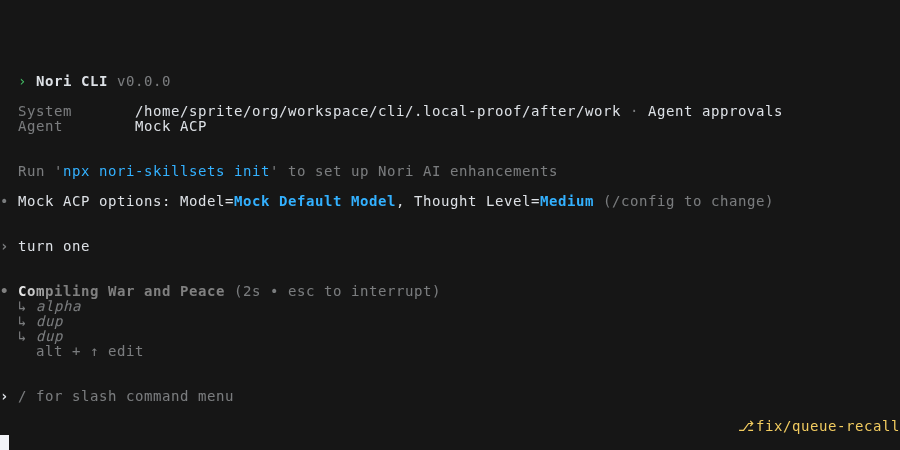 › Nori CLI v0.0.0
System /home/sprite/org/workspace/cli/.local-proof/after/work · Agent approvals
Agent Mock ACP
Run 'npx nori-skillsets init' to set up Nori AI enhancements
• Mock ACP options: Model=Mock Default Model, Thought Level=Medium (/config to change)
› turn one
• Compiling War and Peace (2s • esc to interrupt)
↳ alpha
↳ dup
↳ dup
alt + ↑ edit
› / for slash command menu
⎇fix/queue-recall